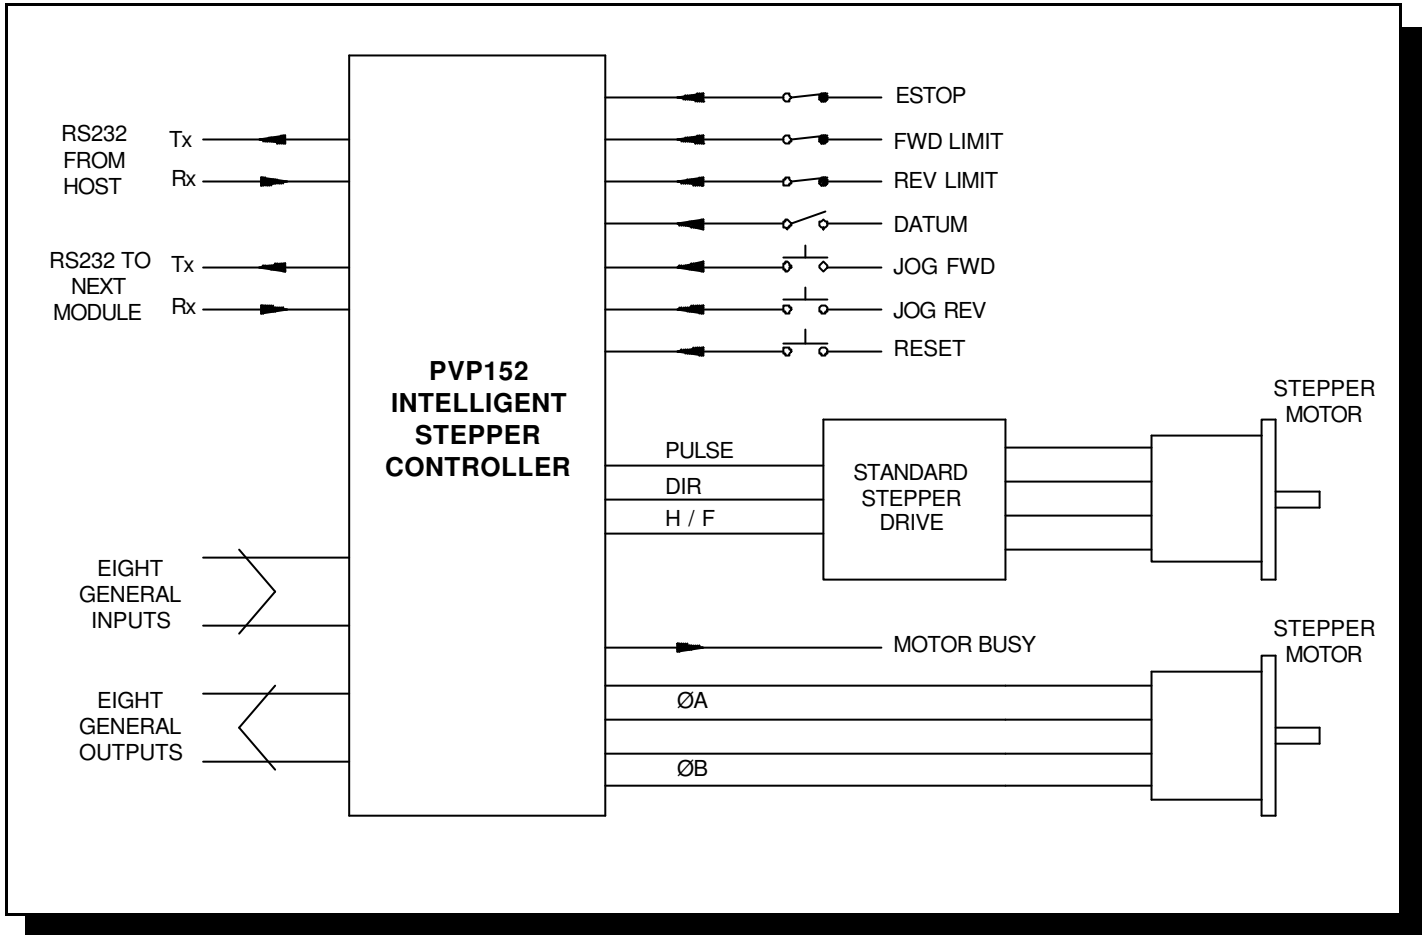 RS232
FROM
HOST
Tx
Rx
RS232 TO
NEXT
MODULE
Tx
Rx
EIGHT
GENERAL
INPUTS
EIGHT
GENERAL
OUTPUTS
PVP152
INTELLIGENT
STEPPER
CONTROLLER
ESTOP
FWD LIMIT
REV LIMIT
DATUM
JOG FWD
JOG REV
RESET
PULSE
DIR
H / F
STANDARD
STEPPER
DRIVE
STEPPER
MOTOR
MOTOR BUSY
ØA
ØB
STEPPER
MOTOR